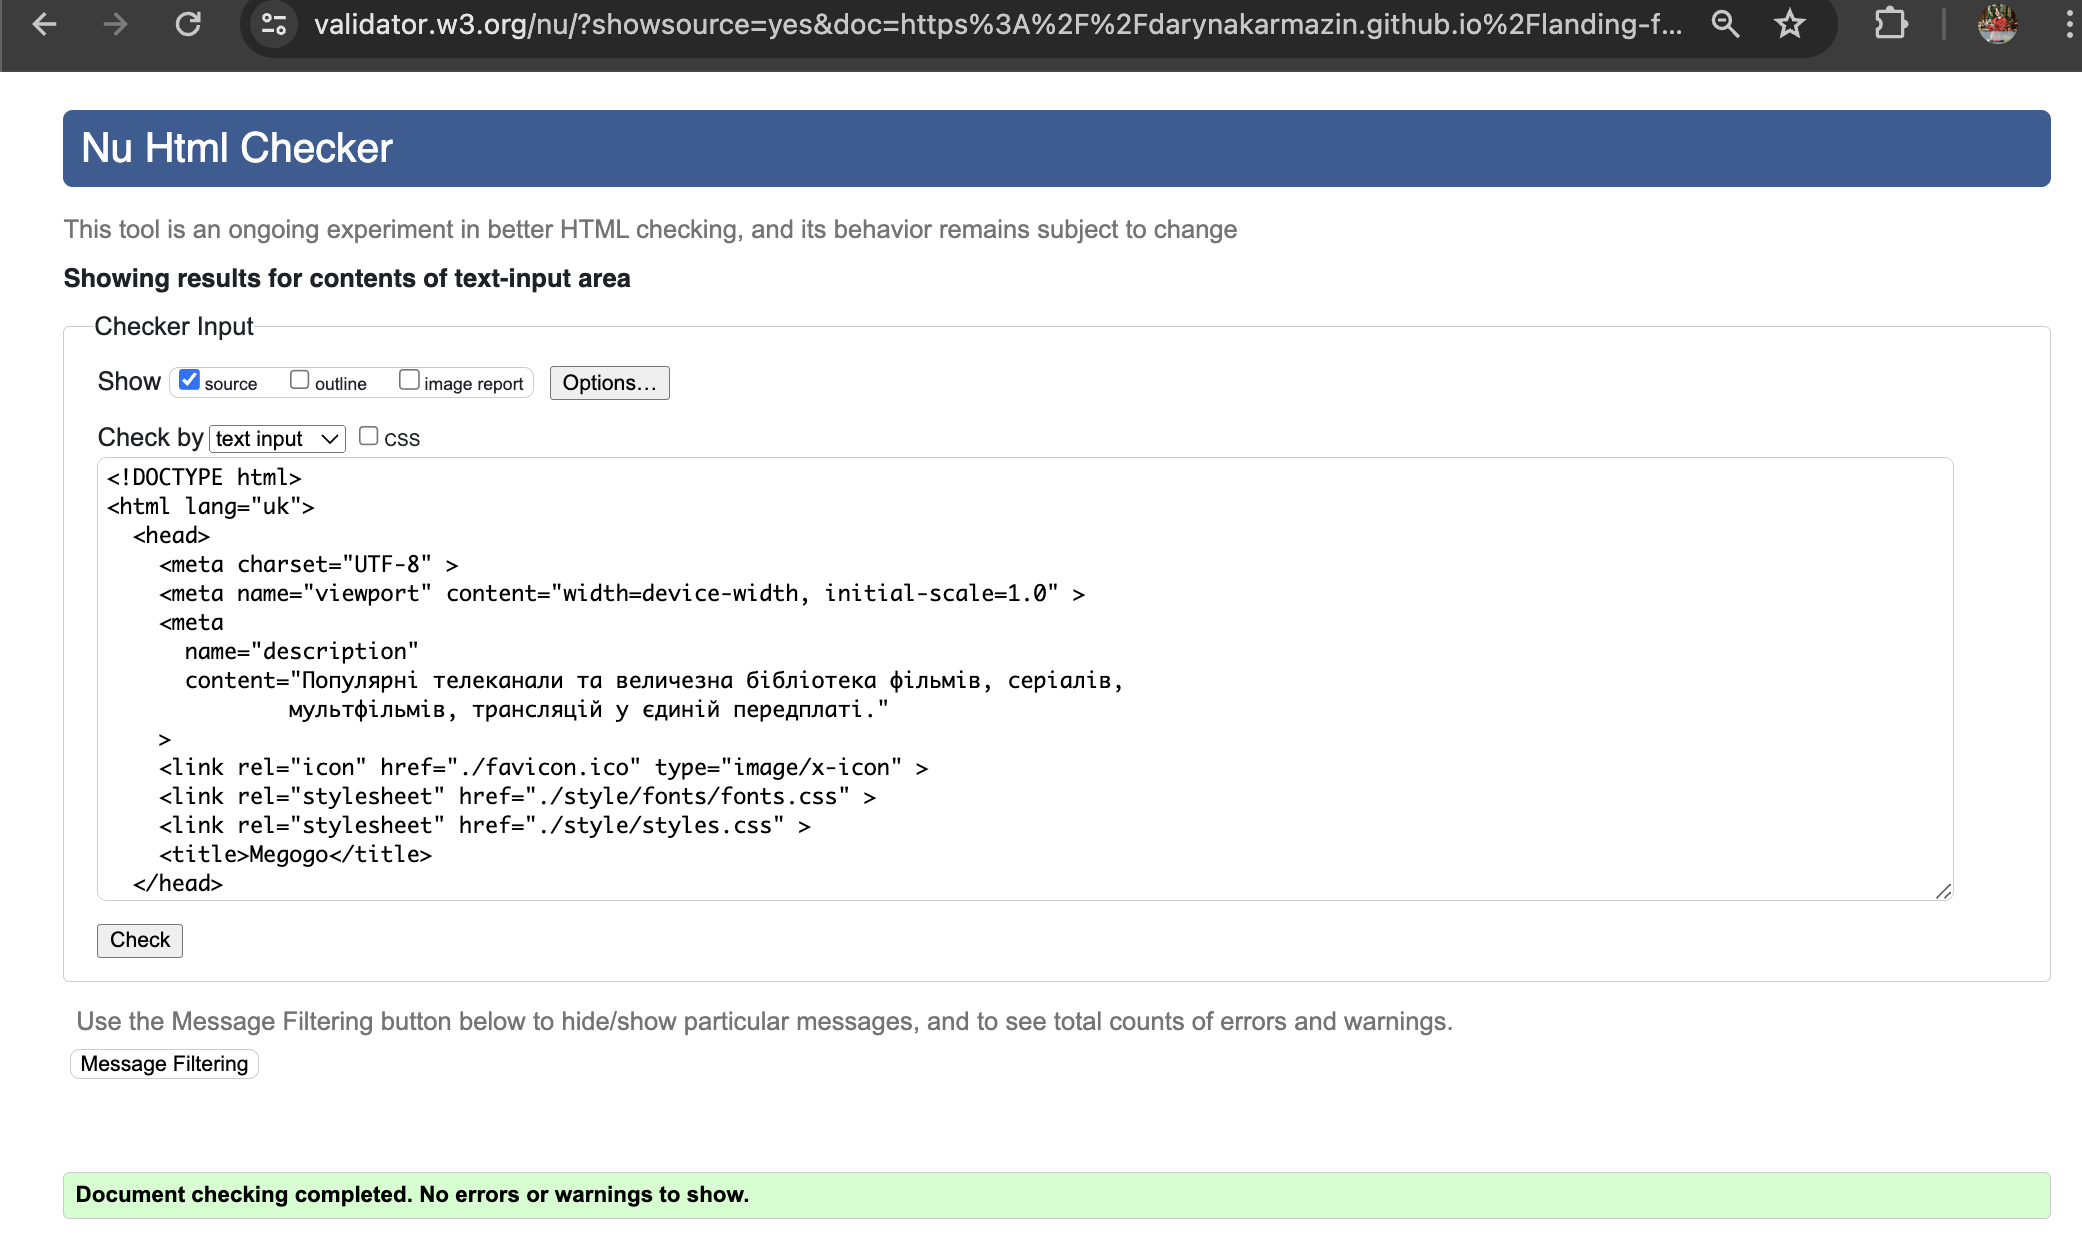 validator.w3.org/nu/?showsource=yes&doc=https%3A%2F%2Fdarynakarmazin.github.io%2Flanding-f...
Nu Html Checker
This tool is an ongoing experiment in better HTML checking, and its behavior remains subject to change
Showing results for contents of text-input area
Checker Input
Show source outline image report Options...
Check by text input css
<!DOCTYPE html>
<html lang="uk">
<head>
<meta charset="UTF-8" >
<meta name="viewport" content="width=device-width, initial-scale=1.0" >
<meta
name="description"
content="Популярні телеканали та величезна бібліотека фільмів, серіалів,
мультфільмів, трансляцій у єдиній передплаті."
>
<link rel="icon" href="./favicon.ico" type="image/x-icon" >
<link rel="stylesheet" href="./style/fonts/fonts.css" >
<link rel="stylesheet" href="./style/styles.css" >
<title>Megogo</title>
</head>
Check
Use the Message Filtering button below to hide/show particular messages, and to see total counts of errors and warnings.
Message Filtering
Document checking completed. No errors or warnings to show.